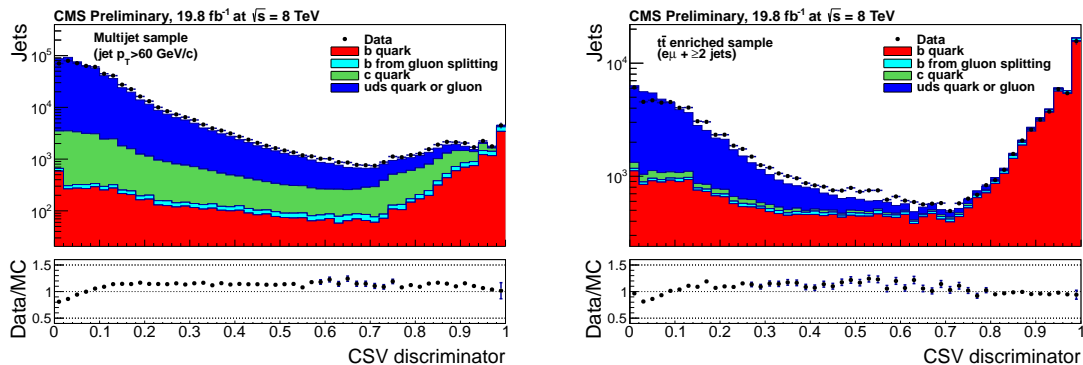 CMS Preliminary, 19.8 fb⁻¹ at √s = 8 TeV
Jets
Multijet sample
(jet p_T>60 GeV/c)
Data
b quark
b from gluon splitting
c quark
uds quark or gluon
10⁵
10⁴
10³
10²
Data/MC
1.5
1
0.5
0 0.1 0.2 0.3 0.4 0.5 0.6 0.7 0.8 0.9 1
CSV discriminator
CMS Preliminary, 19.8 fb⁻¹ at √s = 8 TeV
Jets
tt̄ enriched sample
(eμ + ≥2 jets)
Data
b quark
b from gluon splitting
c quark
uds quark or gluon
10⁴
10³
Data/MC
1.5
1
0.5
0 0.1 0.2 0.3 0.4 0.5 0.6 0.7 0.8 0.9 1
CSV discriminator